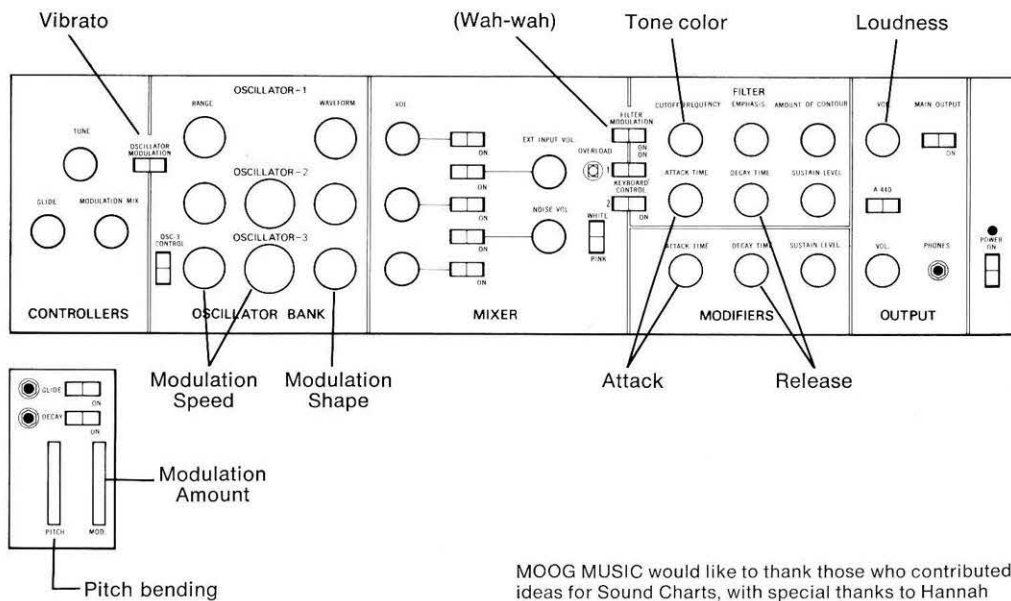 Vibrato
(Wah-wah)
Tone color
Loudness
TUNE
GLIDE
MODULATION MIX
CONTROLLERS
OSCILLATOR
MODULATION
OSCILLATOR-1
RANGE
WAVEFORM
OSCILLATOR-2
OSCILLATOR-3
OSC-3
CONTROL
OSCILLATOR BANK
VOL
ON
ON
ON
ON
ON
EXT INPUT VOL.
OVERLOAD
NOISE VOL
WHITE
PINK
MIXER
FILTER
MODULATION
ON
ON
1
KEYBOARD
CONTROL
2
ON
FILTER
CUTOFF FREQUENCY
EMPHASIS
AMOUNT OF CONTOUR
ATTACK TIME
DECAY TIME
SUSTAIN LEVEL
ATTACK TIME
DECAY TIME
SUSTAIN LEVEL
MODIFIERS
VOL.
MAIN OUTPUT
ON
A-440
VOL.
PHONES
OUTPUT
POWER
ON
Modulation
Speed
Modulation
Shape
Attack
Release
GLIDE
ON
DECAY
ON
PITCH
MOD.
Modulation
Amount
Pitch bending
MOOG MUSIC would like to thank those who contributed
ideas for Sound Charts, with special thanks to Hannah